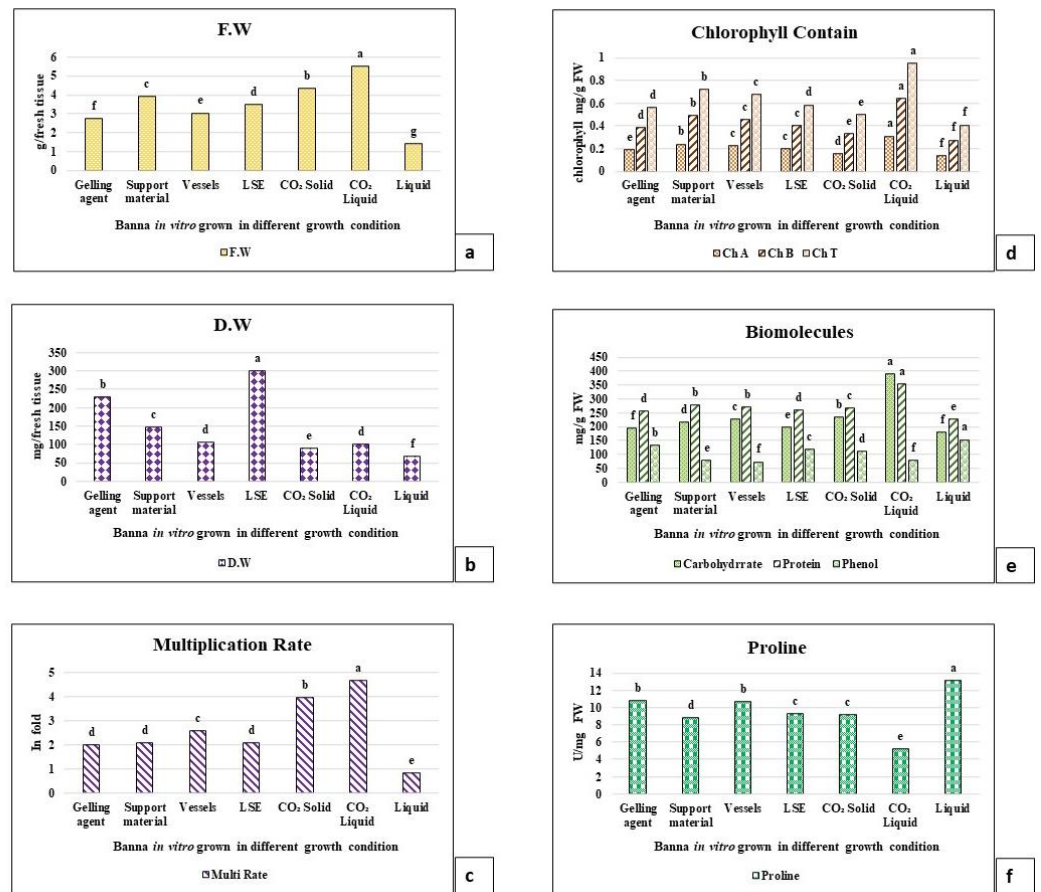 F.W
g/fresh tissue
6
5
4
3
2
1
0
f
c
e
d
b
a
g
Gelling agent
Support material
Vessels
LSE
CO₂ Solid
CO₂ Liquid
Liquid
Banna in vitro grown in different growth condition
F.W
a
D.W
mg/fresh tissue
350
300
250
200
150
100
50
0
b
c
d
a
e
d
f
Gelling agent
Support material
Vessels
LSE
CO₂ Solid
CO₂ Liquid
Liquid
Banna in vitro grown in different growth condition
D.W
b
Multiplication Rate
In fold
5
4
3
2
1
0
d
d
c
d
b
a
e
Gelling agent
Support material
Vessels
LSE
CO₂ Solid
CO₂ Liquid
Liquid
Banna in vitro grown in different growth condition
Multi Rate
c
Chlorophyll Contain
chlorophyll mg/g FW
1
0.8
0.6
0.4
0.2
0
e d d
b b c
c c c
c c d
d e e
a a a
f f f
Gelling agent
Support material
Vessels
LSE
CO₂ Solid
CO₂ Liquid
Liquid
Banna in vitro grown in different growth condition
Ch A Ch B Ch T
d
Biomolecules
mg/g FW
450
400
350
300
250
200
150
100
50
0
f d b
d b e
c b f
e d c
b c d
a a f
f e a
Gelling agent
Support material
Vessels
LSE
CO₂ Solid
CO₂ Liquid
Liquid
Banna in vitro grown in different growth condition
Carbohydrrate Protein Phenol
e
Proline
U/mg FW
14
12
10
8
6
4
2
0
b
d
b
c
c
e
a
Gelling agent
Support material
Vessels
LSE
CO₂ Solid
CO₂ Liquid
Liquid
Banna in vitro grown in different growth condition
Proline
f